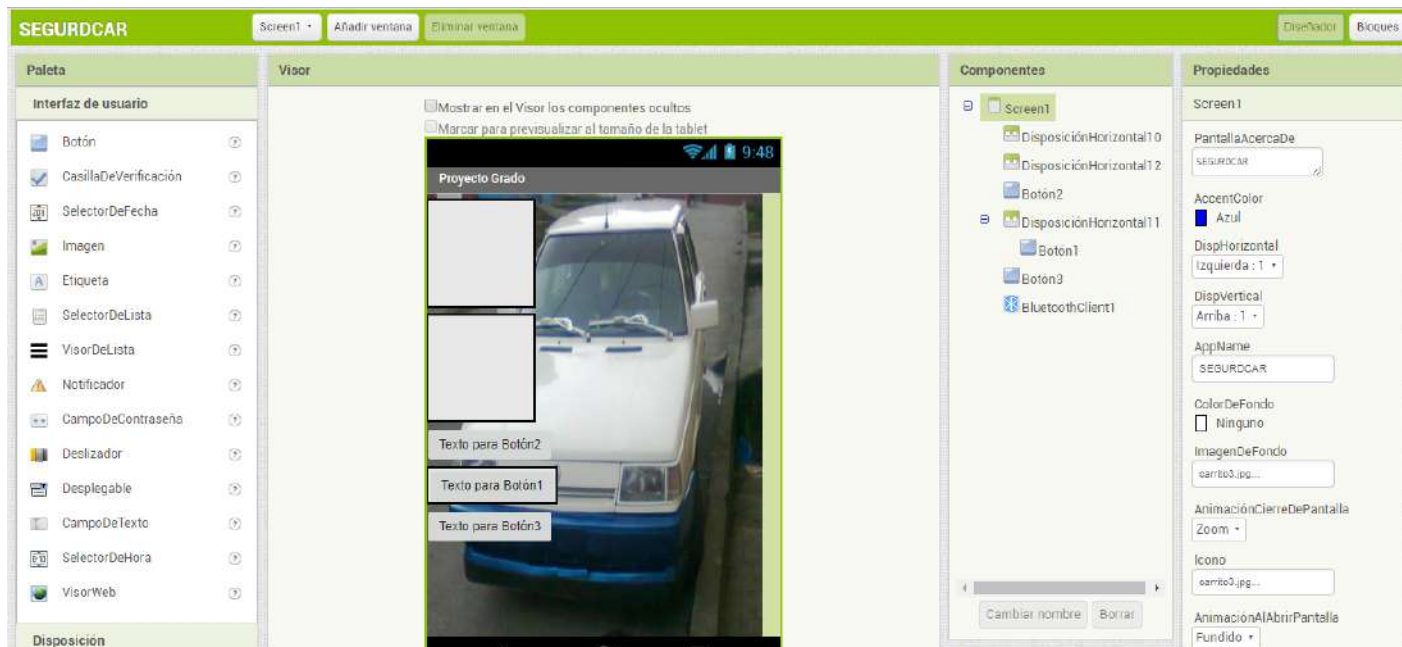 SEGURDCAR
Screen1
Añadir ventana
Eliminar ventana
Diseñador
Bloques
Paleta
Interfaz de usuario
Botón
CasillaDeVerificación
SelectorDeFecha
Imagen
Etiqueta
SelectorDeLista
VisorDeLista
Notificador
CampoDeContraseña
Deslizador
Desplegable
CampoDeTexto
SelectorDeHora
VisorWeb
Disposición
Visor
Mostrar en el Visor los componentes ocultos
Marcar para previsualizar al tamaño de la tablet
9:48
Proyecto Grado
Texto para Botón2
Texto para Botón1
Texto para Botón3
Componentes
Screen1
DisposiciónHorizontal10
DisposiciónHorizontal12
Botón2
DisposiciónHorizontal11
Botón1
Botón3
BluetoothClient1
Cambiar nombre
Borrar
Propiedades
Screen1
PantallaAcercaDe
SEGURDCAR
AccentColor
Azul
DispHorizontal
Izquierda : 1
DispVertical
Arriba : 1
AppName
SEGURDCAR
ColorDeFondo
Ninguno
ImagenDeFondo
carrito3.jpg...
AnimaciónCierreDePantalla
Zoom
Icono
carrito3.jpg...
AnimaciónAlAbrirPantalla
Fundido